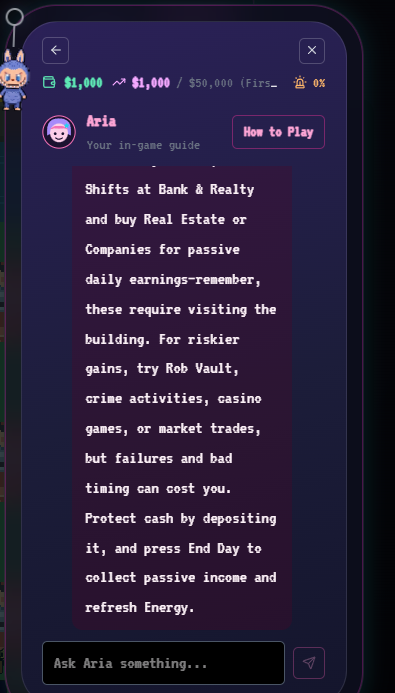 $1,000 $1,000 / $50,000 (Firs…
0%
Aria
Your in-game guide
How to Play
Shifts at Bank & Realty
and buy Real Estate or
Companies for passive
daily earnings—remember,
these require visiting the
building. For riskier
gains, try Rob Vault,
crime activities, casino
games, or market trades,
but failures and bad
timing can cost you.
Protect cash by depositing
it, and press End Day to
collect passive income and
refresh Energy.
Ask Aria something...